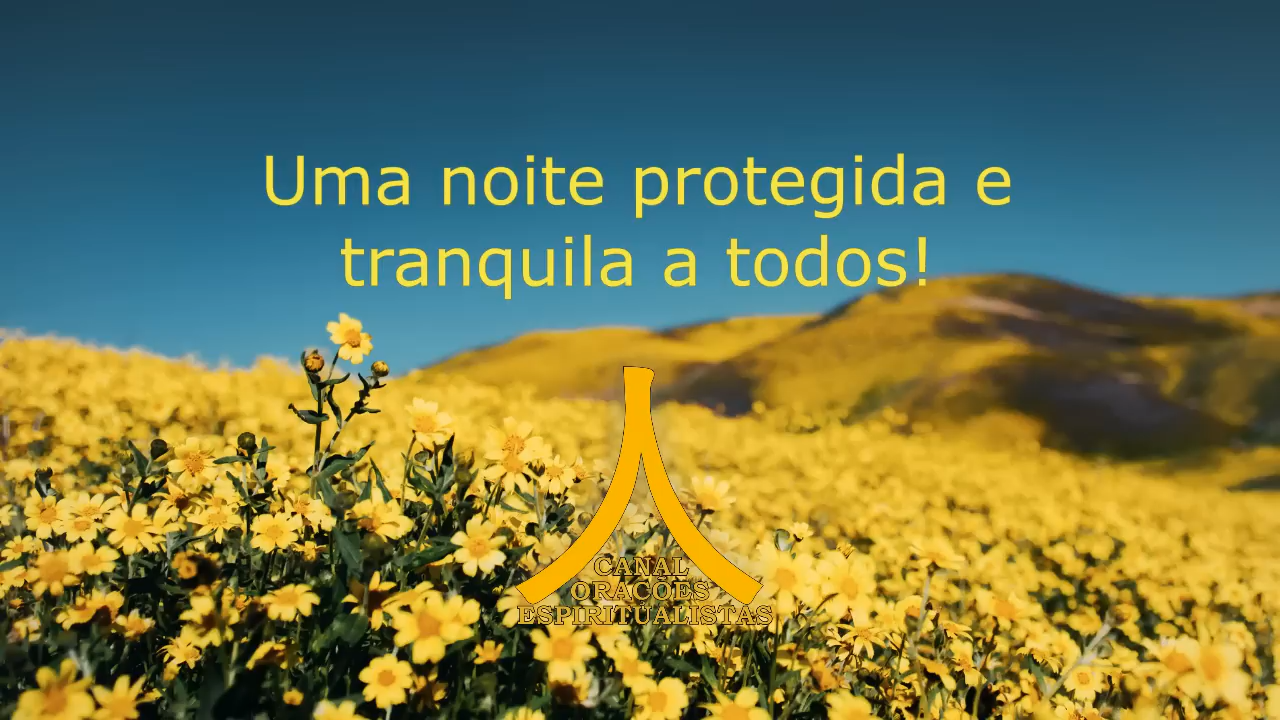 Uma noite protegida e
tranquila a todos!
CANAL
ORAÇÕES
ESPIRITUALISTAS